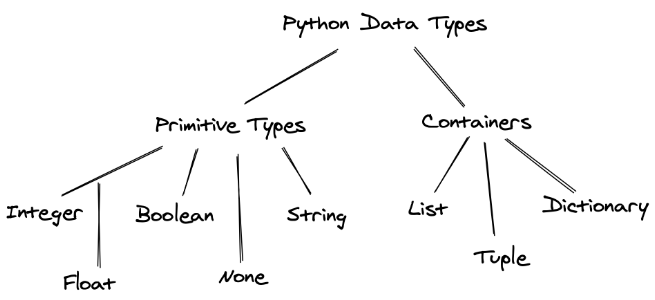 Python Data Types
Primitive Types
Containers
Integer
Boolean
String
List
Dictionary
Float
None
Tuple